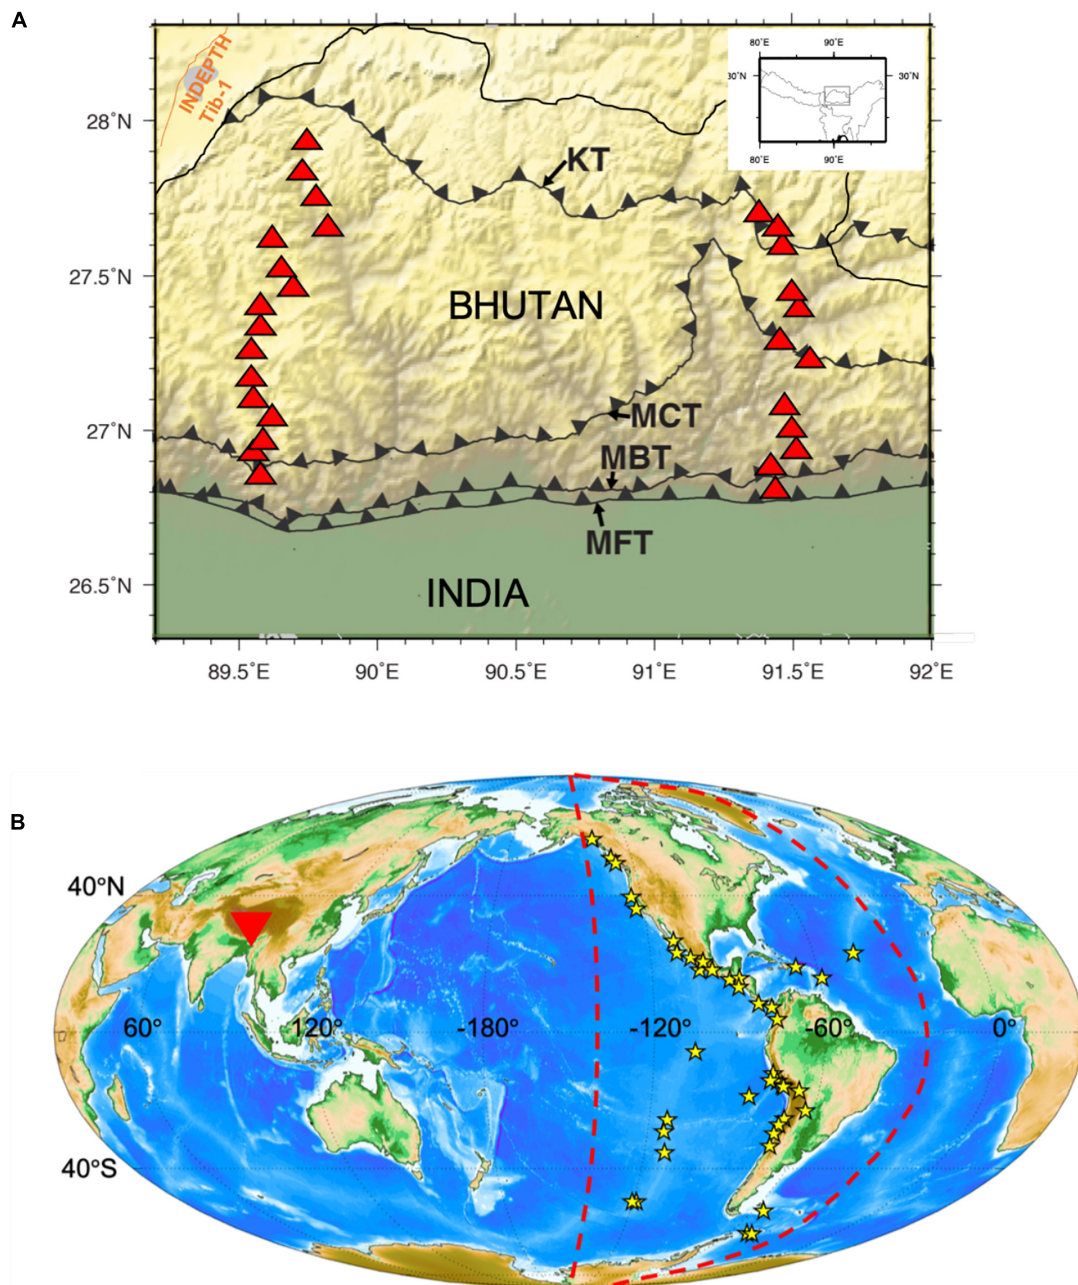 A
INDEPTH
Tib-1
80˚E
90˚E
30˚N
30˚N
80˚E
90˚E
28˚N
KT
27.5˚N
BHUTAN
27˚N
MCT
MBT
MFT
26.5˚N
INDIA
89.5˚E
90˚E
90.5˚E
91˚E
91.5˚E
92˚E
B
40°N
60°
120°
-180°
-120°
-60°
0°
40°S